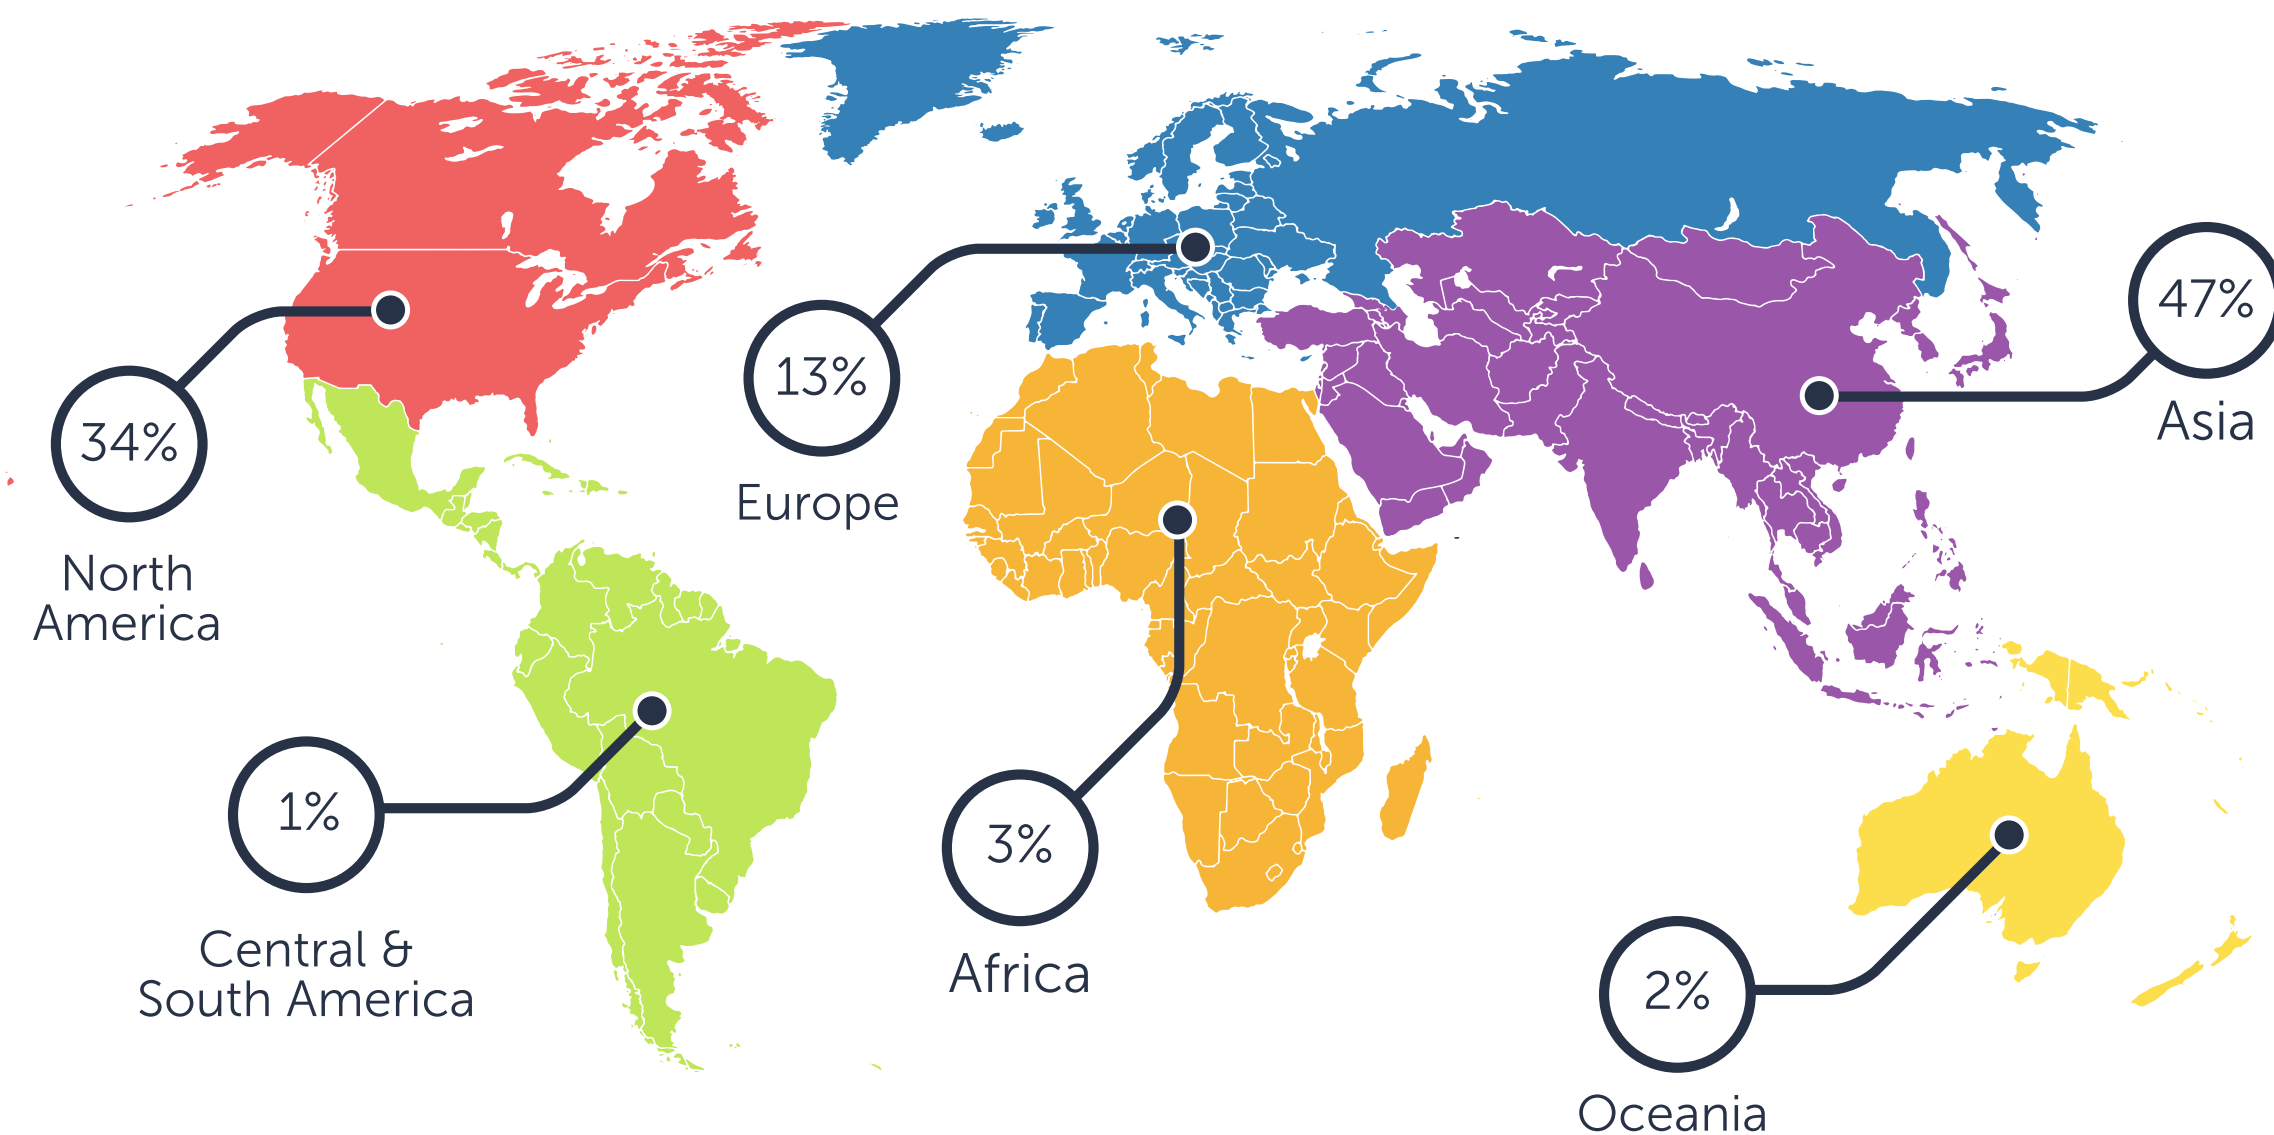 34%
North
America
13%
Europe
47%
Asia
1%
Central &
South America
3%
Africa
2%
Oceania